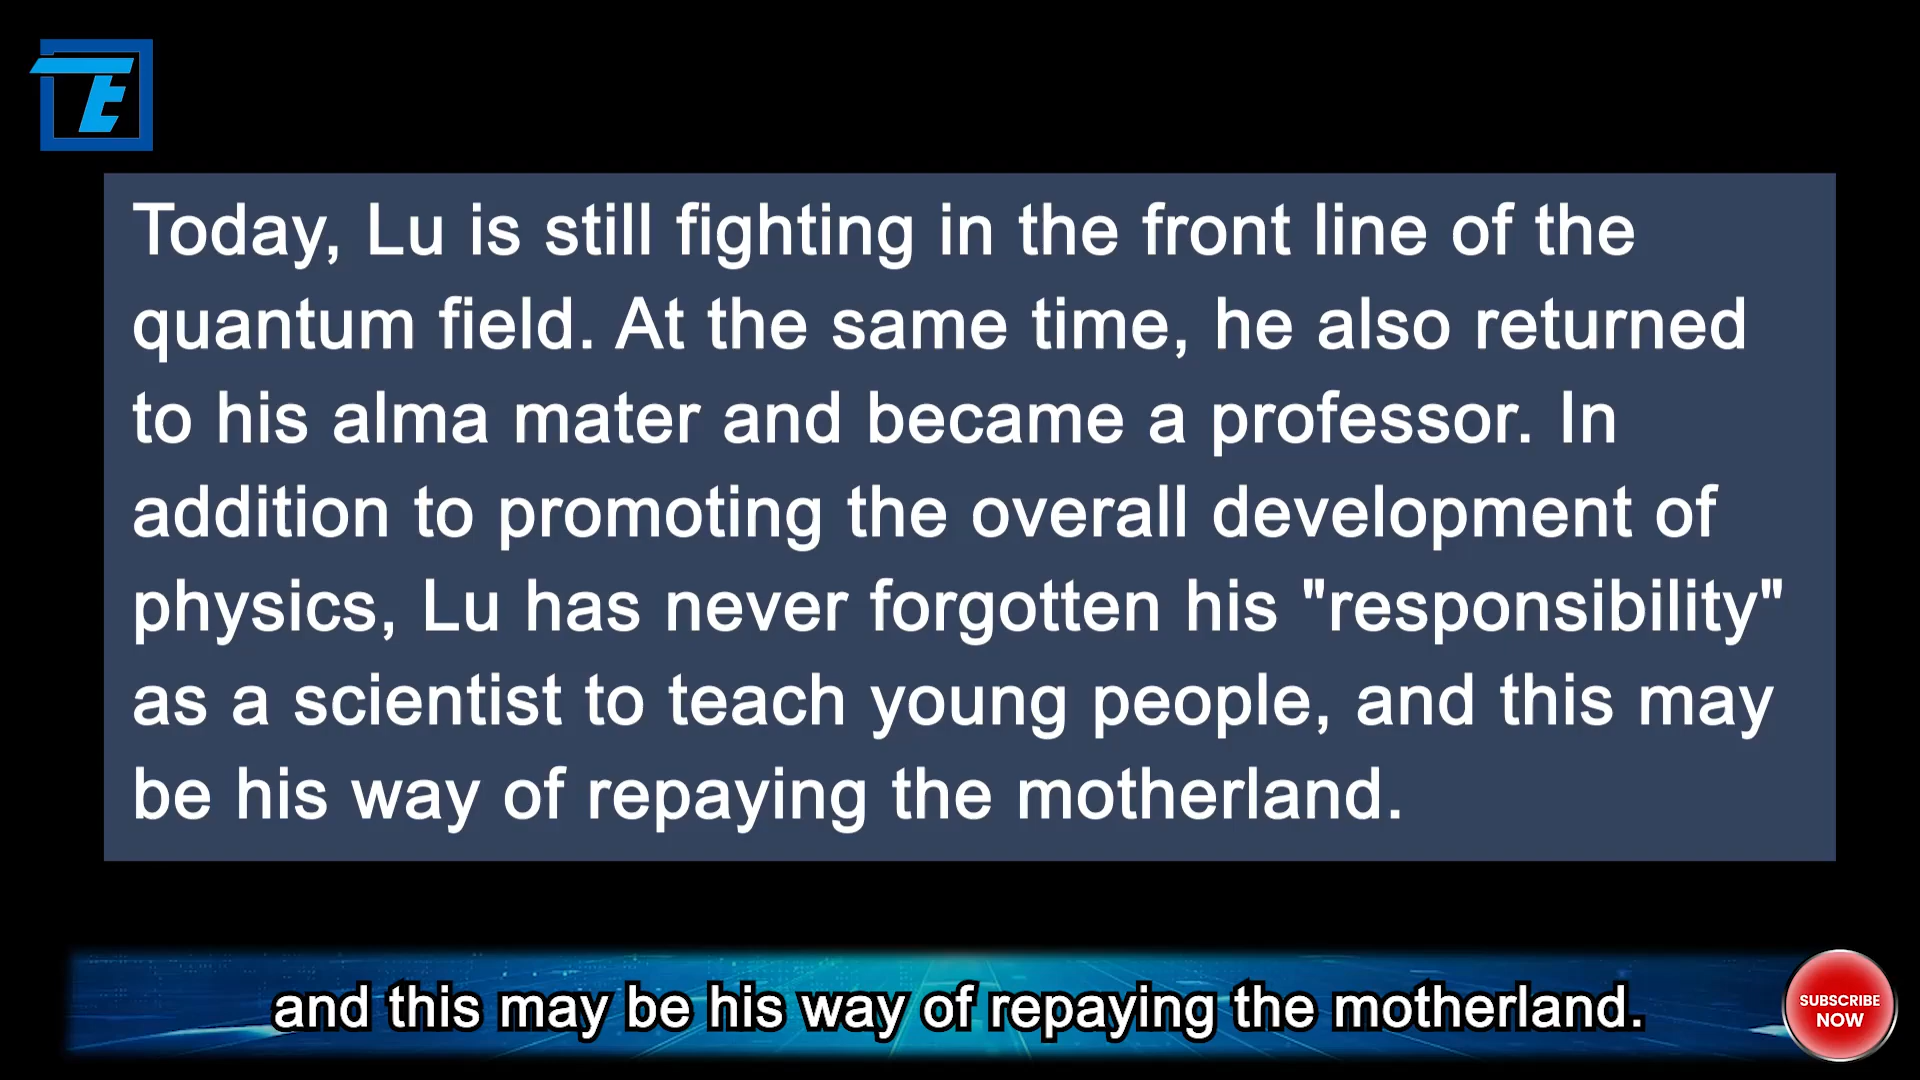 TE
Today, Lu is still fighting in the front line of the
quantum field. At the same time, he also returned
to his alma mater and became a professor. In
addition to promoting the overall development of
physics, Lu has never forgotten his "responsibility"
as a scientist to teach young people, and this may
be his way of repaying the motherland.
and this may be his way of repaying the motherland.
SUBSCRIBE
NOW